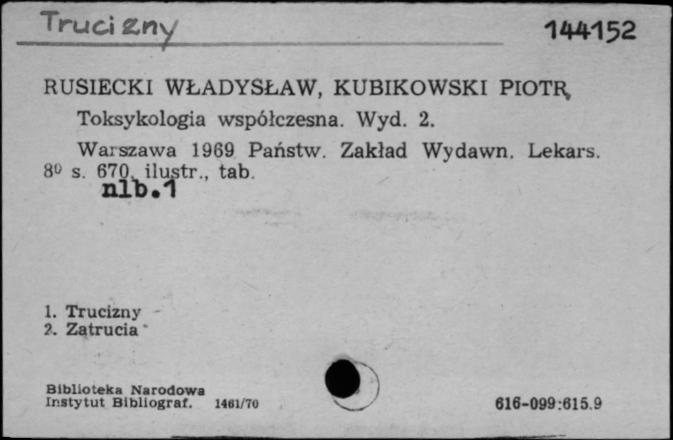 Trucizny
144152
RUSIECKI WŁADYSŁAW, KUBIKOWSKI PIOTR,
Toksykologia współczesna. Wyd. 2.
Warszawa 1969 Państw. Zakład Wydawn. Lekars.
8⁰ s. 670, ilustr., tab.
nlb.1
1. Trucizny
2. Zatrucia
Biblioteka Narodowa
Instytut Bibliograf. 1461/70
616-099:615.9